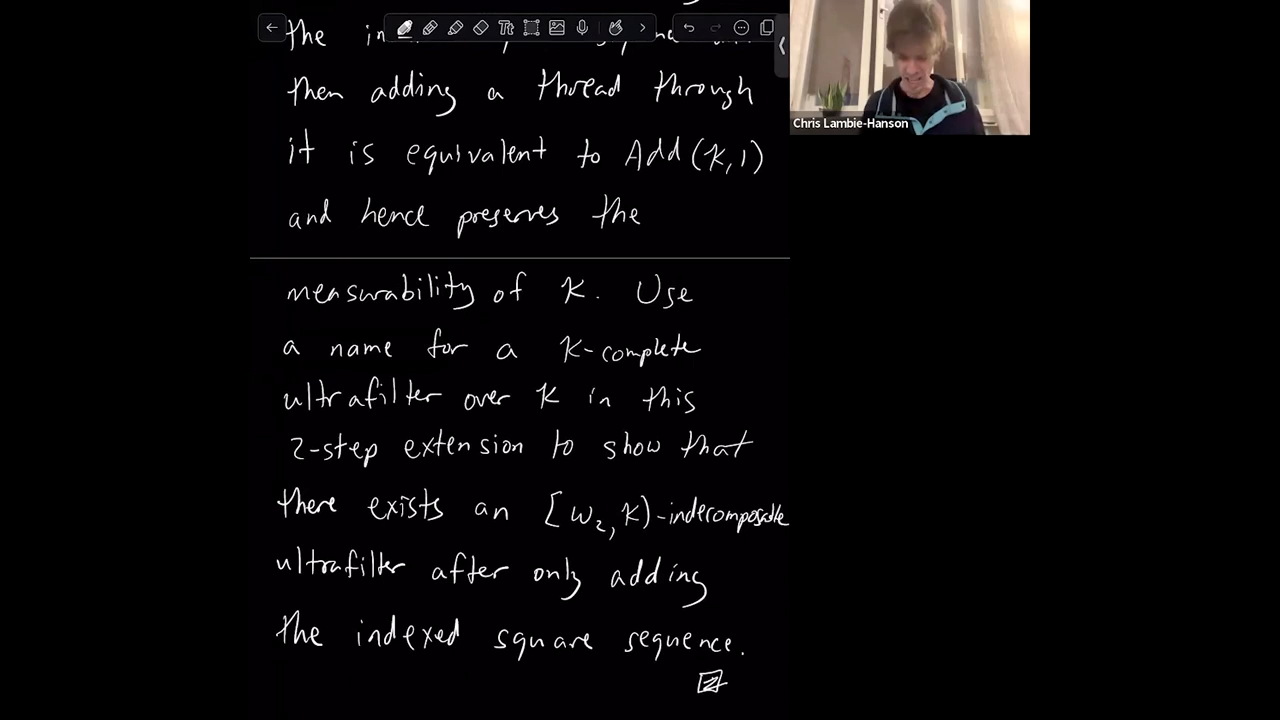 the
then adding a thread through
it is equivalent to Add(κ,1)
and hence preserves the
measurability of κ. Use
a name for a κ-complete
ultrafilter over κ in this
2-step extension to show that
there exists an [ω₂,κ)-indecomposable
ultrafilter after only adding
the indexed square sequence.
Chris Lambie-Hanson